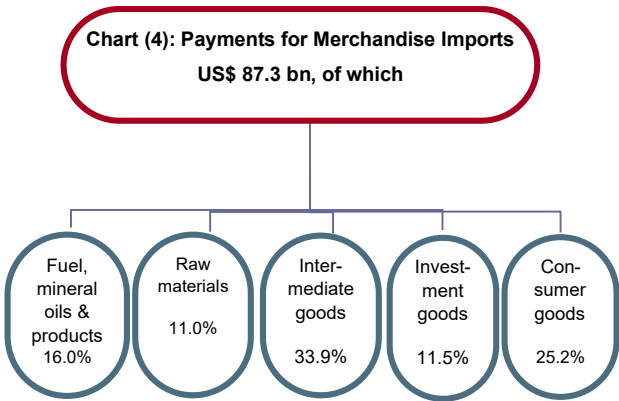 Chart (4): Payments for Merchandise Imports
US$ 87.3 bn, of which
Fuel,
mineral
oils &
products
16.0%
Raw
materials
11.0%
Inter-
mediate
goods
33.9%
Invest-
ment
goods
11.5%
Con-
sumer
goods
25.2%